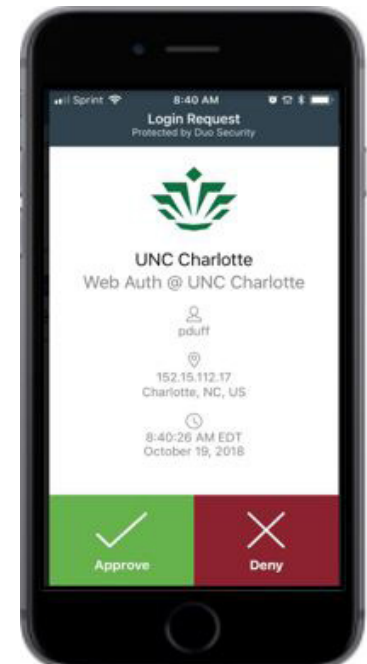 Sprint 8:40 AM
Login Request
Protected by Duo Security
UNC Charlotte
Web Auth @ UNC Charlotte
pduff
152.15.112.17
Charlotte, NC, US
8:40:26 AM EDT
October 19, 2018
Approve Deny